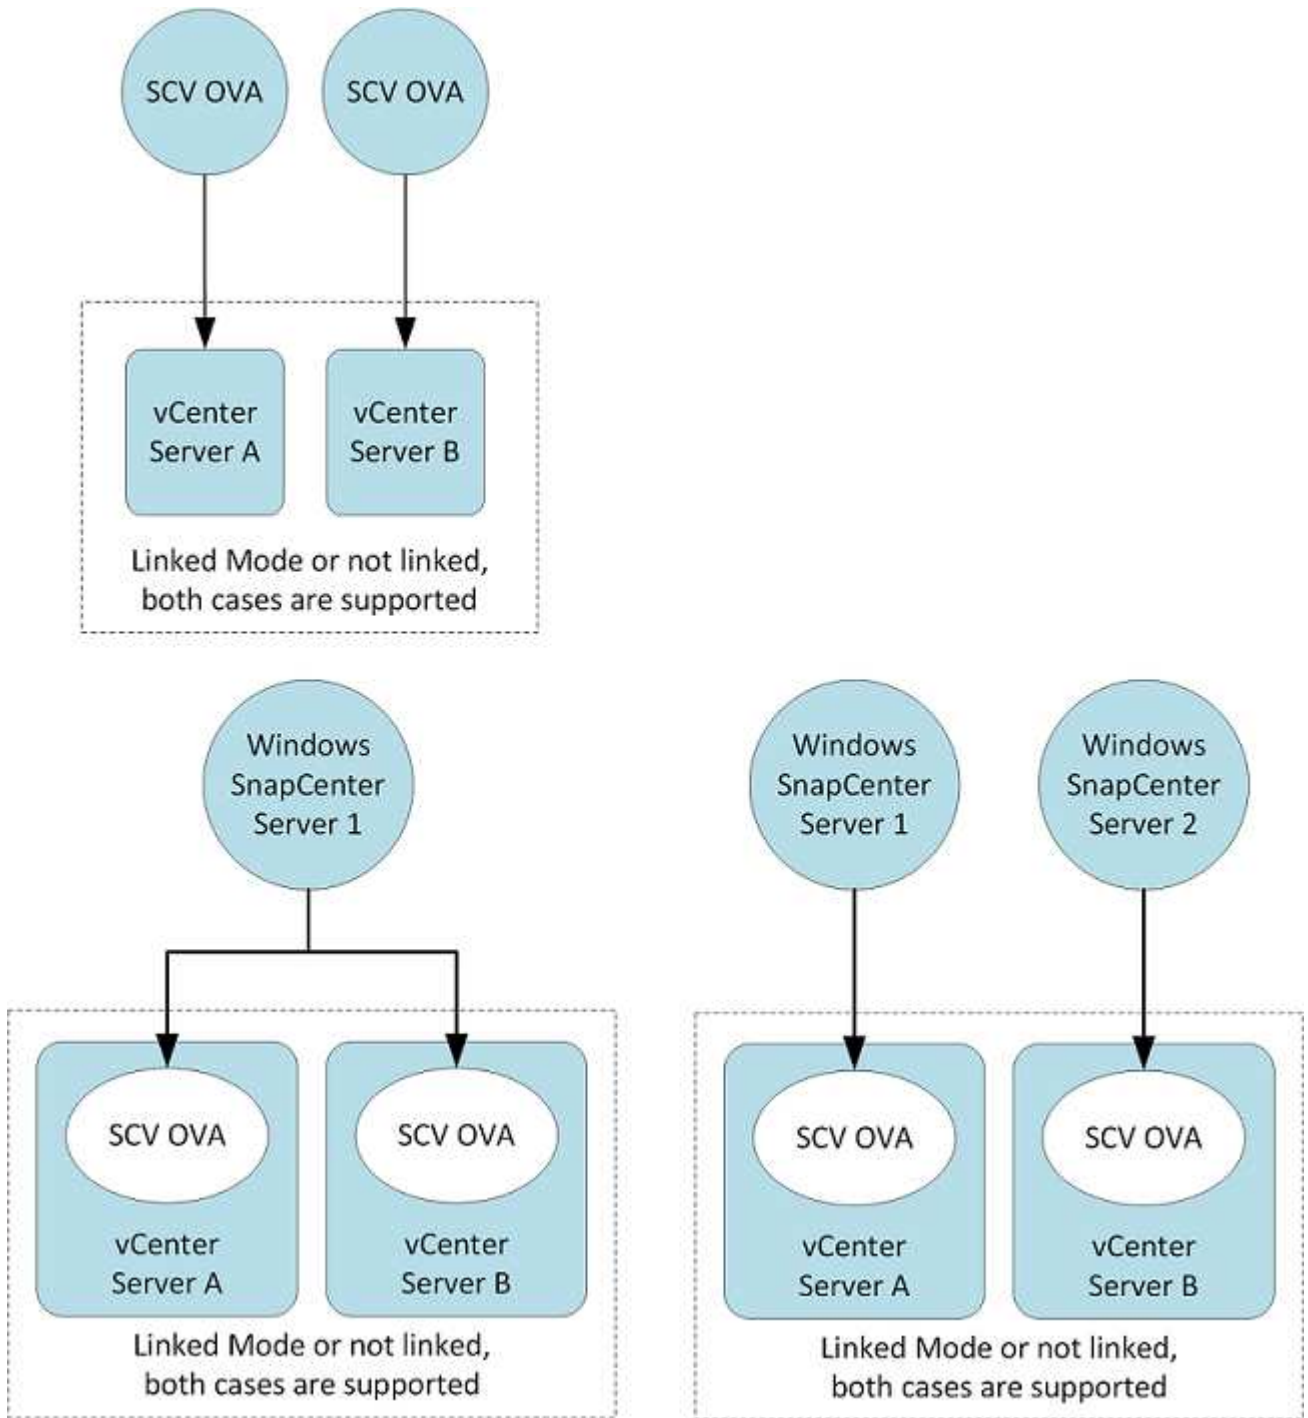 SCV OVA
SCV OVA
vCenter
Server A
vCenter
Server B
Linked Mode or not linked,
both cases are supported
Windows
SnapCenter
Server 1
SCV OVA
SCV OVA
vCenter
Server A
vCenter
Server B
Linked Mode or not linked,
both cases are supported
Windows
SnapCenter
Server 1
Windows
SnapCenter
Server 2
SCV OVA
SCV OVA
vCenter
Server A
vCenter
Server B
Linked Mode or not linked,
both cases are supported